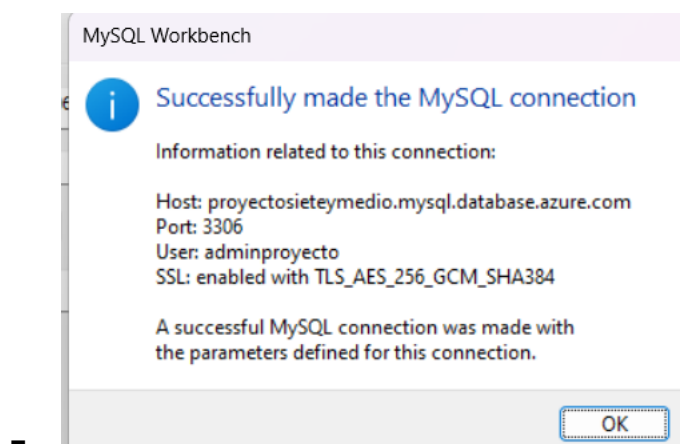 MySQL Workbench
Successfully made the MySQL connection
Information related to this connection:
Host: proyectosieteymedio.mysql.database.azure.com
Port: 3306
User: adminproyecto
SSL: enabled with TLS_AES_256_GCM_SHA384
A successful MySQL connection was made with
the parameters defined for this connection.
OK